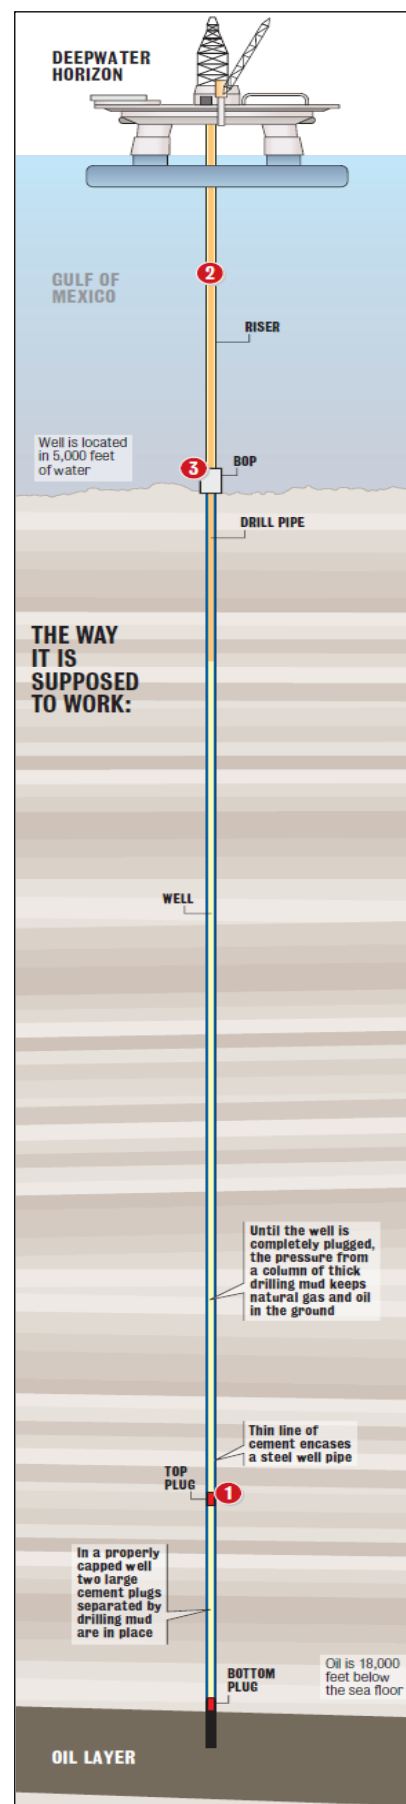 DEEPWATER
HORIZON
2
GULF OF
MEXICO
RISER
Well is located
in 5,000 feet
of water
3
BOP
DRILL PIPE
THE WAY
IT IS
SUPPOSED
TO WORK:
WELL
Until the well is
completely plugged,
the pressure from
a column of thick
drilling mud keeps
natural gas and oil
in the ground
Thin line of
cement encases
a steel well pipe
TOP
PLUG
1
In a properly
capped well
two large
cement plugs
separated by
drilling mud
are in place
Oil is 18,000
feet below
the sea floor
BOTTOM
PLUG
OIL LAYER